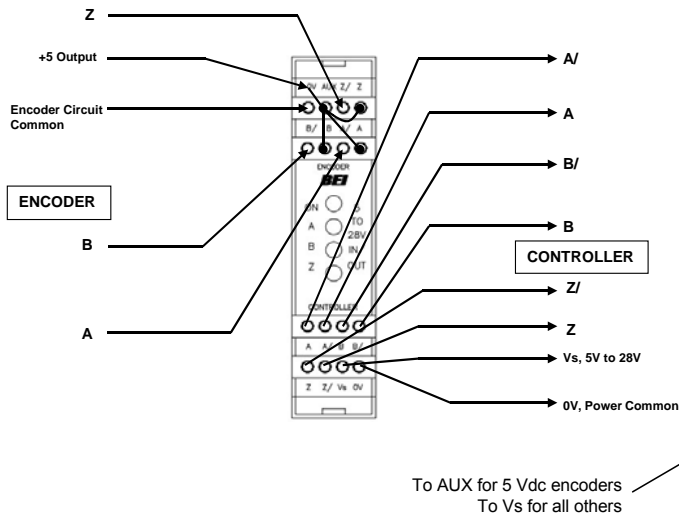 Z
+5 Output
Encoder Circuit
Common
ENCODER
B
A
0V AUX Z/ Z
B/ B A/ A
ENCODER
BEI
ON 5
A TO
28V
B IN
Z OUT
CONTROLLER
A A/ B B/
Z Z/ Vs 0V
A/
A
B/
B
CONTROLLER
Z/
Z
Vs, 5V to 28V
0V, Power Common
To AUX for 5 Vdc encoders
To Vs for all others